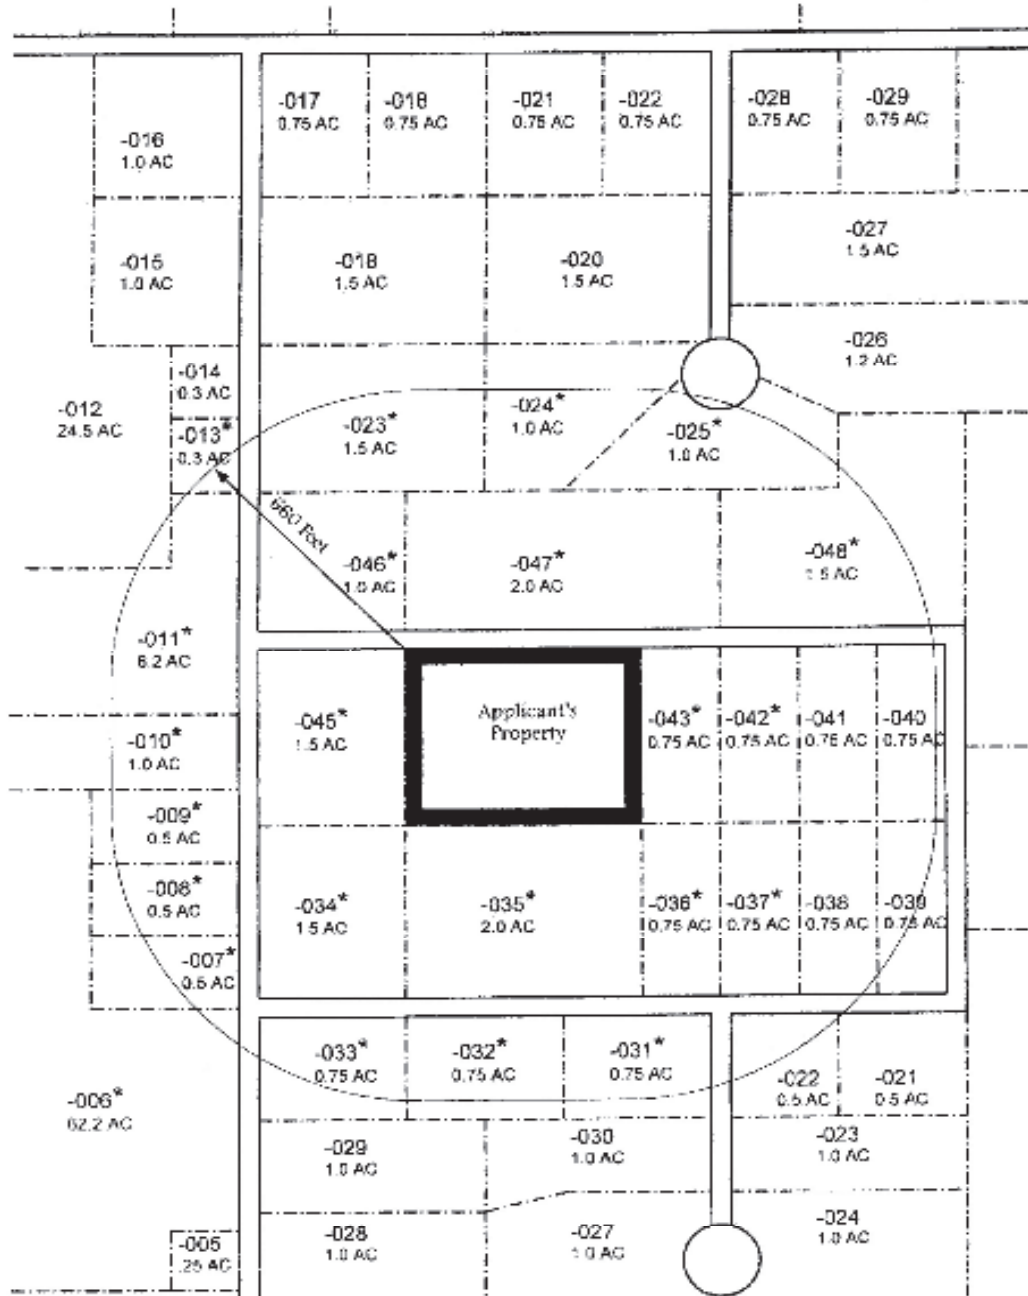 -017
0.75 AC
-018
0.75 AC
-021
0.75 AC
-022
0.75 AC
-028
0.75 AC
-029
0.75 AC
-016
1.0 AC
-015
1.0 AC
-018
1.5 AC
-020
1.5 AC
-027
1.5 AC
-026
1.2 AC
-014
0.3 AC
-012
24.5 AC
-013*
0.3 AC
-023*
1.5 AC
-024*
1.0 AC
-025*
1.0 AC
660 Feet
-046*
1.0 AC
-047*
2.0 AC
-048*
1.5 AC
-011*
6.2 AC
-010*
1.0 AC
-045*
1.5 AC
Applicant's
Property
-043*
0.75 AC
-042*
0.75 AC
-041
0.75 AC
-040
0.75 AC
-009*
0.5 AC
-008*
0.5 AC
-007*
0.5 AC
-034*
1.5 AC
-035*
2.0 AC
-036*
0.75 AC
-037*
0.75 AC
-038
0.75 AC
-039
0.75 AC
-033*
0.75 AC
-032*
0.75 AC
-031*
0.75 AC
-022
0.5 AC
-021
0.5 AC
-006*
62.2 AC
-029
1.0 AC
-030
1.0 AC
-023
1.0 AC
-005
.25 AC
-028
1.0 AC
-027
1.0 AC
-024
1.0 AC